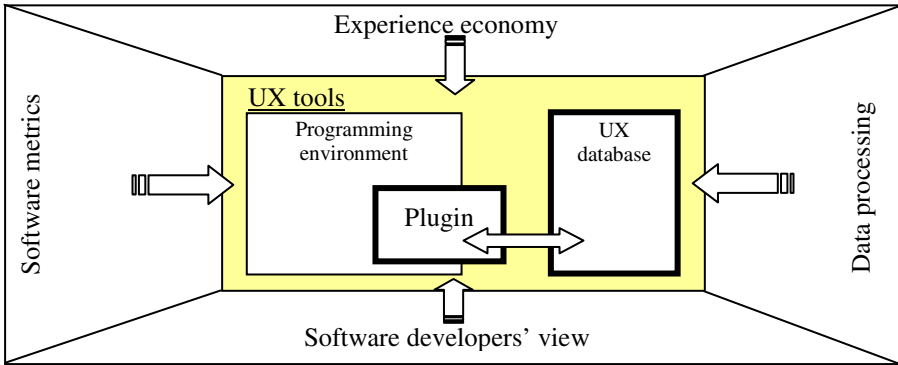 Experience economy
Software metrics
UX tools
Programming
environment
UX
database
Plugin
Data processing
Software developers' view